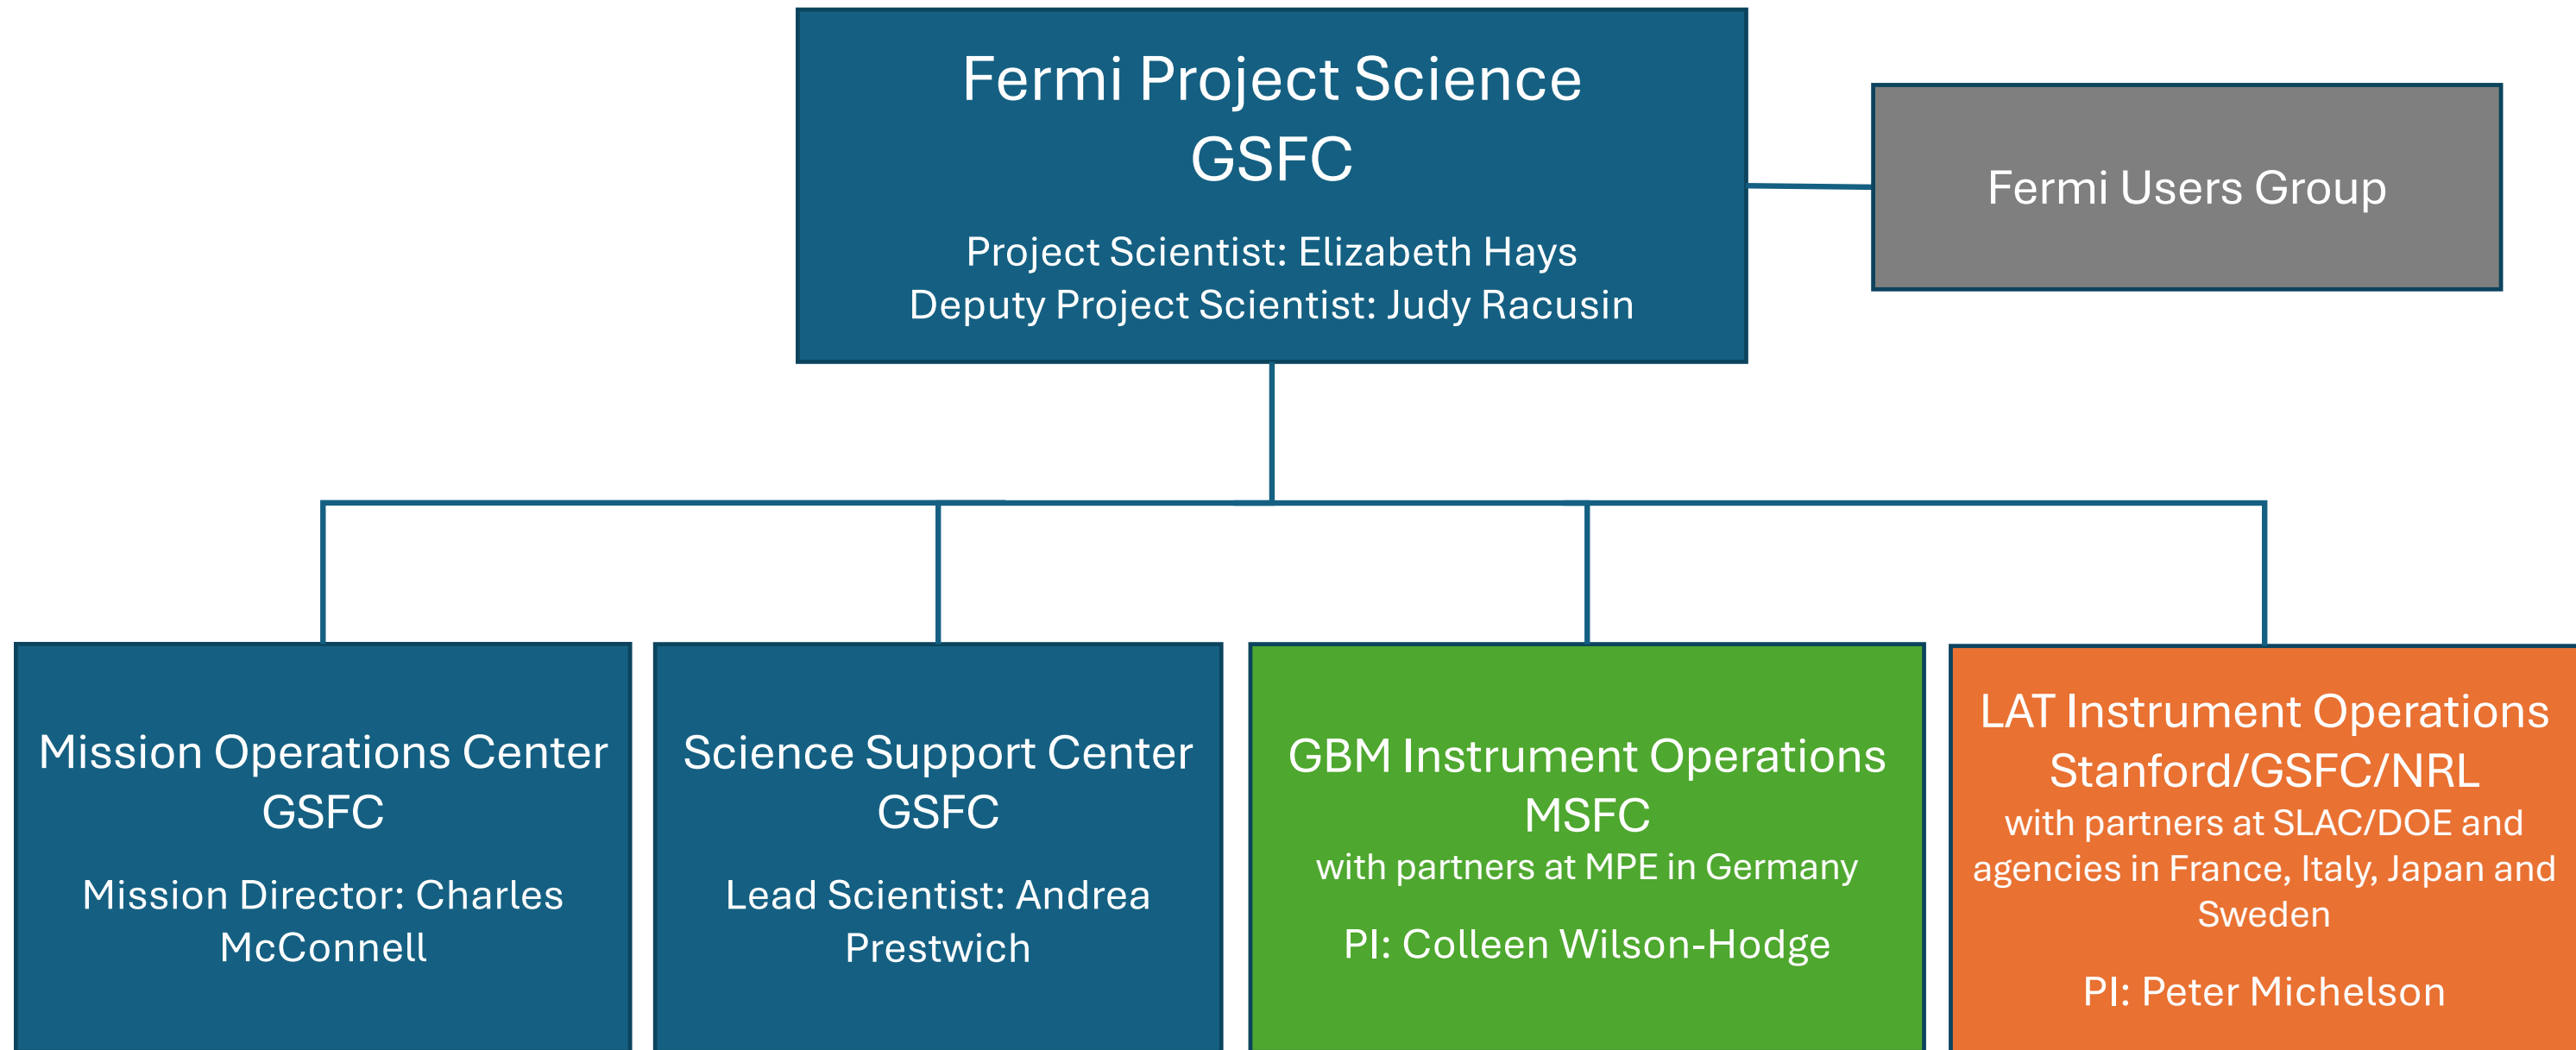 Fermi Project Science
GSFC
Project Scientist: Elizabeth Hays
Deputy Project Scientist: Judy Racusin
Fermi Users Group
Mission Operations Center
GSFC
Mission Director: Charles
McConnell
Science Support Center
GSFC
Lead Scientist: Andrea
Prestwich
GBM Instrument Operations
MSFC
with partners at MPE in Germany
PI: Colleen Wilson-Hodge
LAT Instrument Operations
Stanford/GSFC/NRL
with partners at SLAC/DOE and
agencies in France, Italy, Japan and
Sweden
PI: Peter Michelson